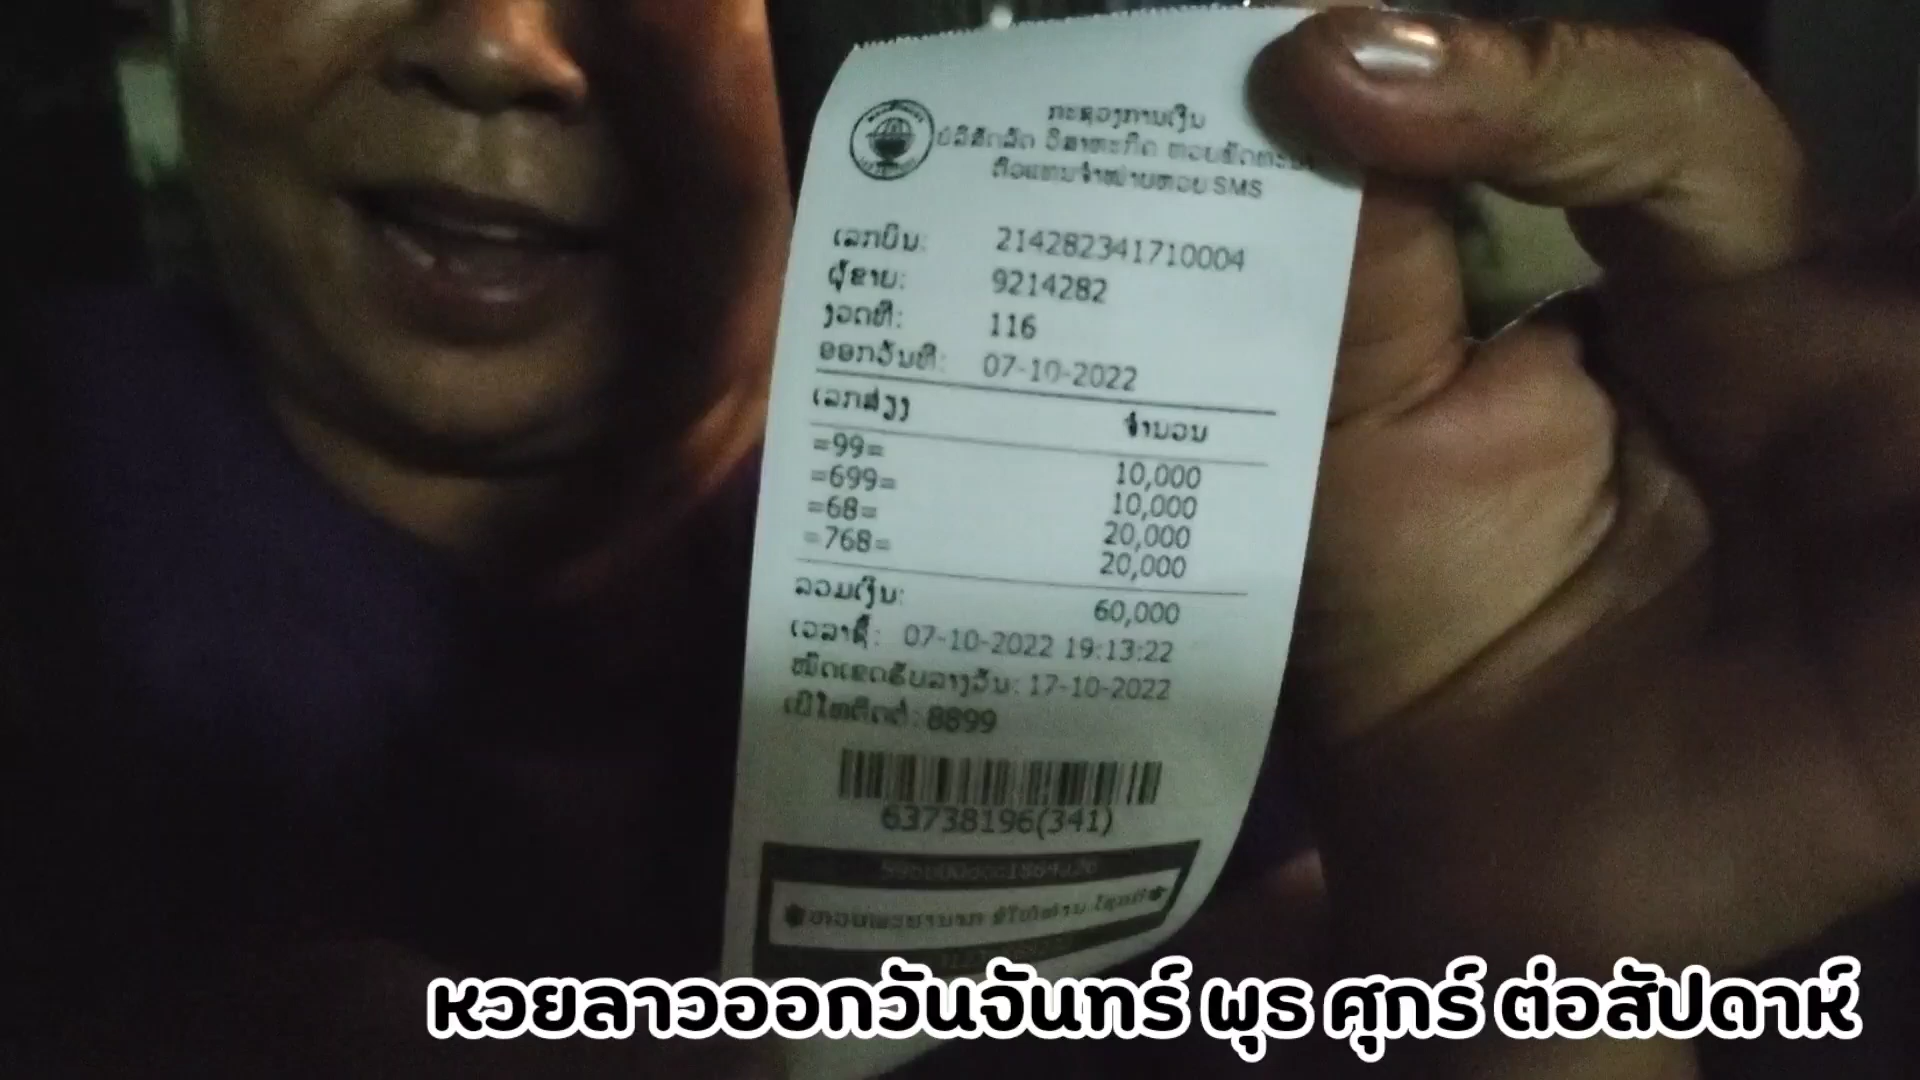 ກະຊວງການເງິນ
ບໍລິສັດລັດ ວິສາຫະກິດ ຫວຍພັດທະນາ
ຕົວແທນຈຳໜ່າຍຫວຍ SMS
ເລກບິນ: 214282341710004
ຜູ້ຂາຍ: 9214282
ງວດທີ: 116
ອອກວັນທີ: 07-10-2022
ເລກສ່ຽງ ຈຳນວນ
=99= 10,000
=699= 10,000
=68= 20,000
=768= 20,000
ລວມເງິນ: 60,000
ເວລາຊື້: 07-10-2022 19:13:22
ໝົດເຂດຮັບລາງວັນ: 17-10-2022
ເບີໂທຕິດຕໍ່: 8899
63738196(341)
หวยลาวออกวันจันทร์ พุธ ศุกร์ ต่อสัปดาห์